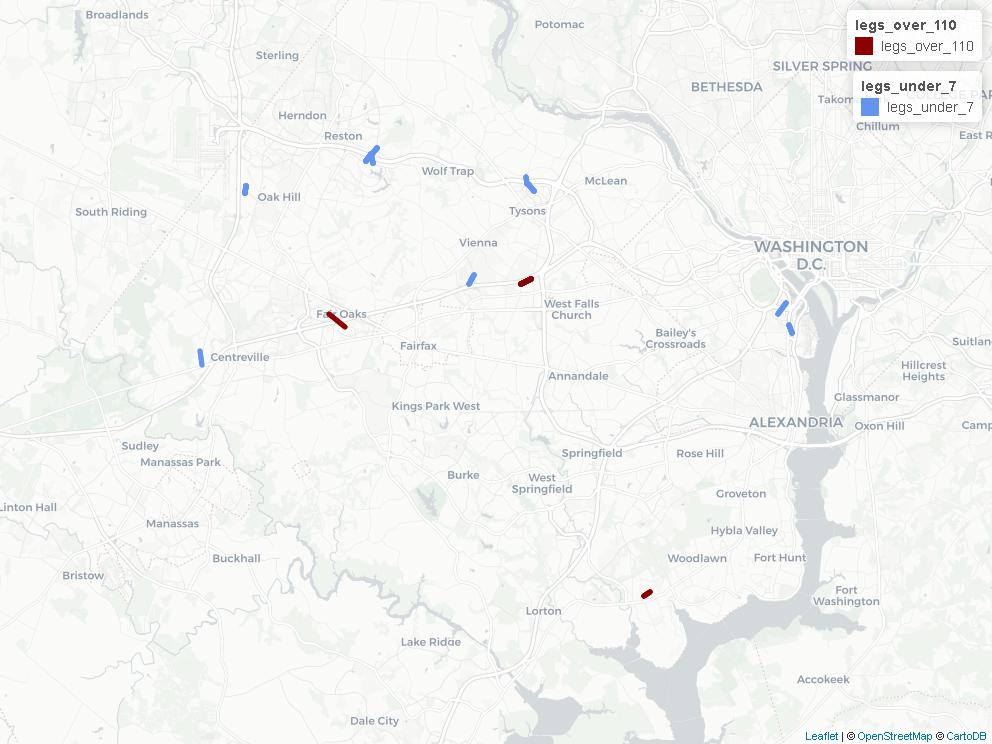 Broadlands
Potomac
legs_over_110
legs_over_110
Sterling
SILVER SPRING
BETHESDA
legs_under_7
legs_under_7
Takom
Herndon
Chillum
Reston
East R
Wolf Trap
McLean
Oak Hill
South Riding
Tysons
Vienna
WASHINGTON
D.C.
West Falls
Church
Fair Oaks
Bailey's
Crossroads
Fairfax
Suitlan
Centreville
Hillcrest
Heights
Annandale
Glassmanor
Kings Park West
ALEXANDRIA
Oxon Hill
Camp
Sudley
Springfield
Rose Hill
Manassas Park
Burke
West
Springfield
Groveton
Linton Hall
Manassas
Hybla Valley
Buckhall
Woodlawn
Fort Hunt
Bristow
Fort
Washington
Lorton
Lake Ridge
Accokeek
Dale City
Leaflet | © OpenStreetMap © CartoDB